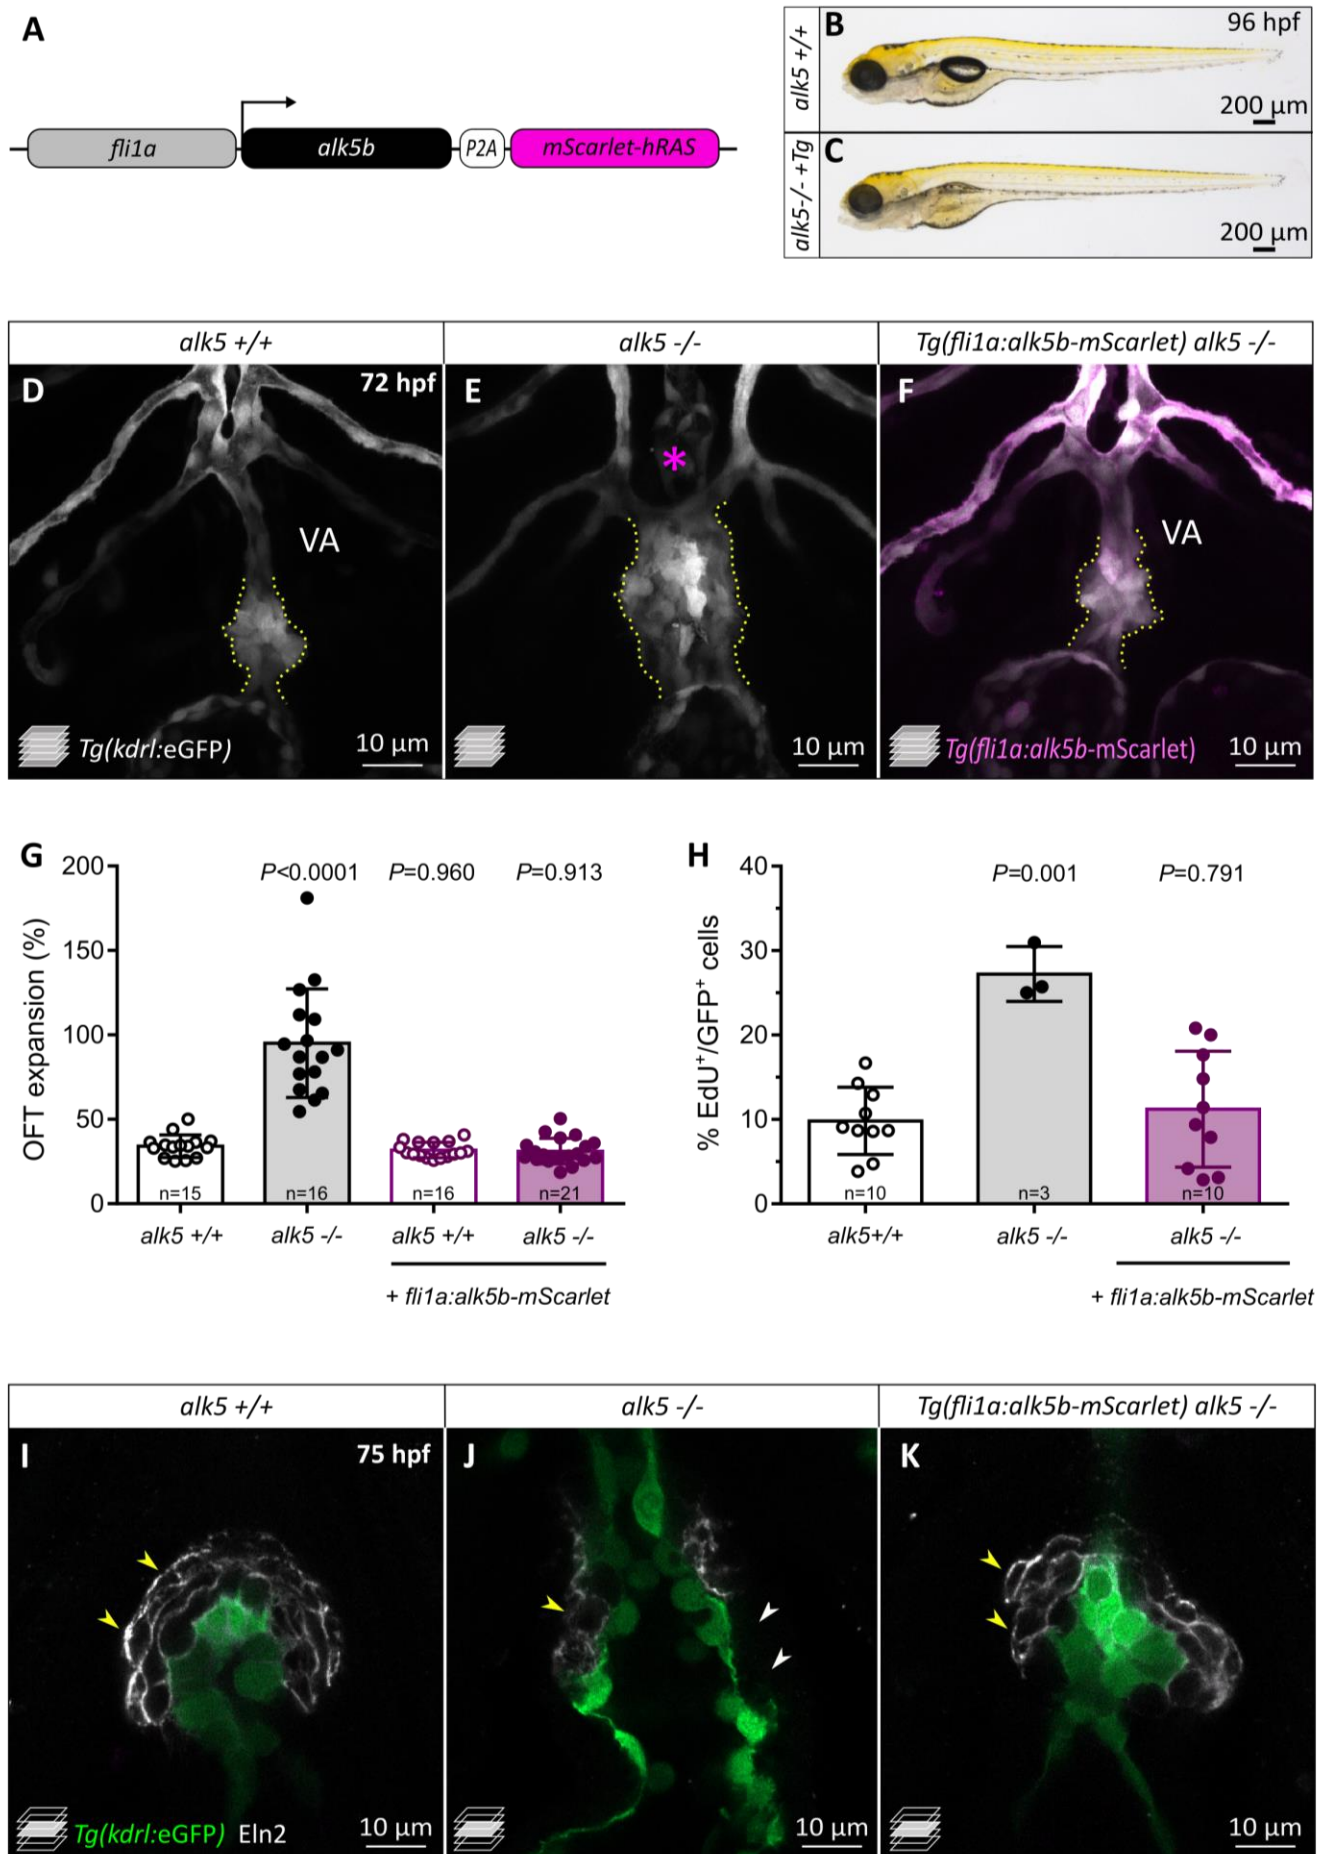 A
fli1a
alk5b
P2A
mScarlet-hRAS
alk5 +/+
B
96 hpf
200 µm
alk5-/- +Tg
C
200 µm
alk5 +/+
alk5 -/-
Tg(fli1a:alk5b-mScarlet) alk5 -/-
D
72 hpf
VA
Tg(kdrl:eGFP)
10 µm
E
*
10 µm
F
VA
Tg(fli1a:alk5b-mScarlet)
10 µm
G
OFT expansion (%)
200
150
100
50
0
P<0.0001
P=0.960
P=0.913
n=15
n=16
n=16
n=21
alk5 +/+
alk5 -/-
alk5 +/+
alk5 -/-
+ fli1a:alk5b-mScarlet
H
% EdU⁺/GFP⁺ cells
40
30
20
10
0
P=0.001
P=0.791
n=10
n=3
n=10
alk5+/+
alk5 -/-
alk5 -/-
+ fli1a:alk5b-mScarlet
alk5 +/+
alk5 -/-
Tg(fli1a:alk5b-mScarlet) alk5 -/-
I
75 hpf
Tg(kdrl:eGFP) Eln2
10 µm
J
10 µm
K
10 µm